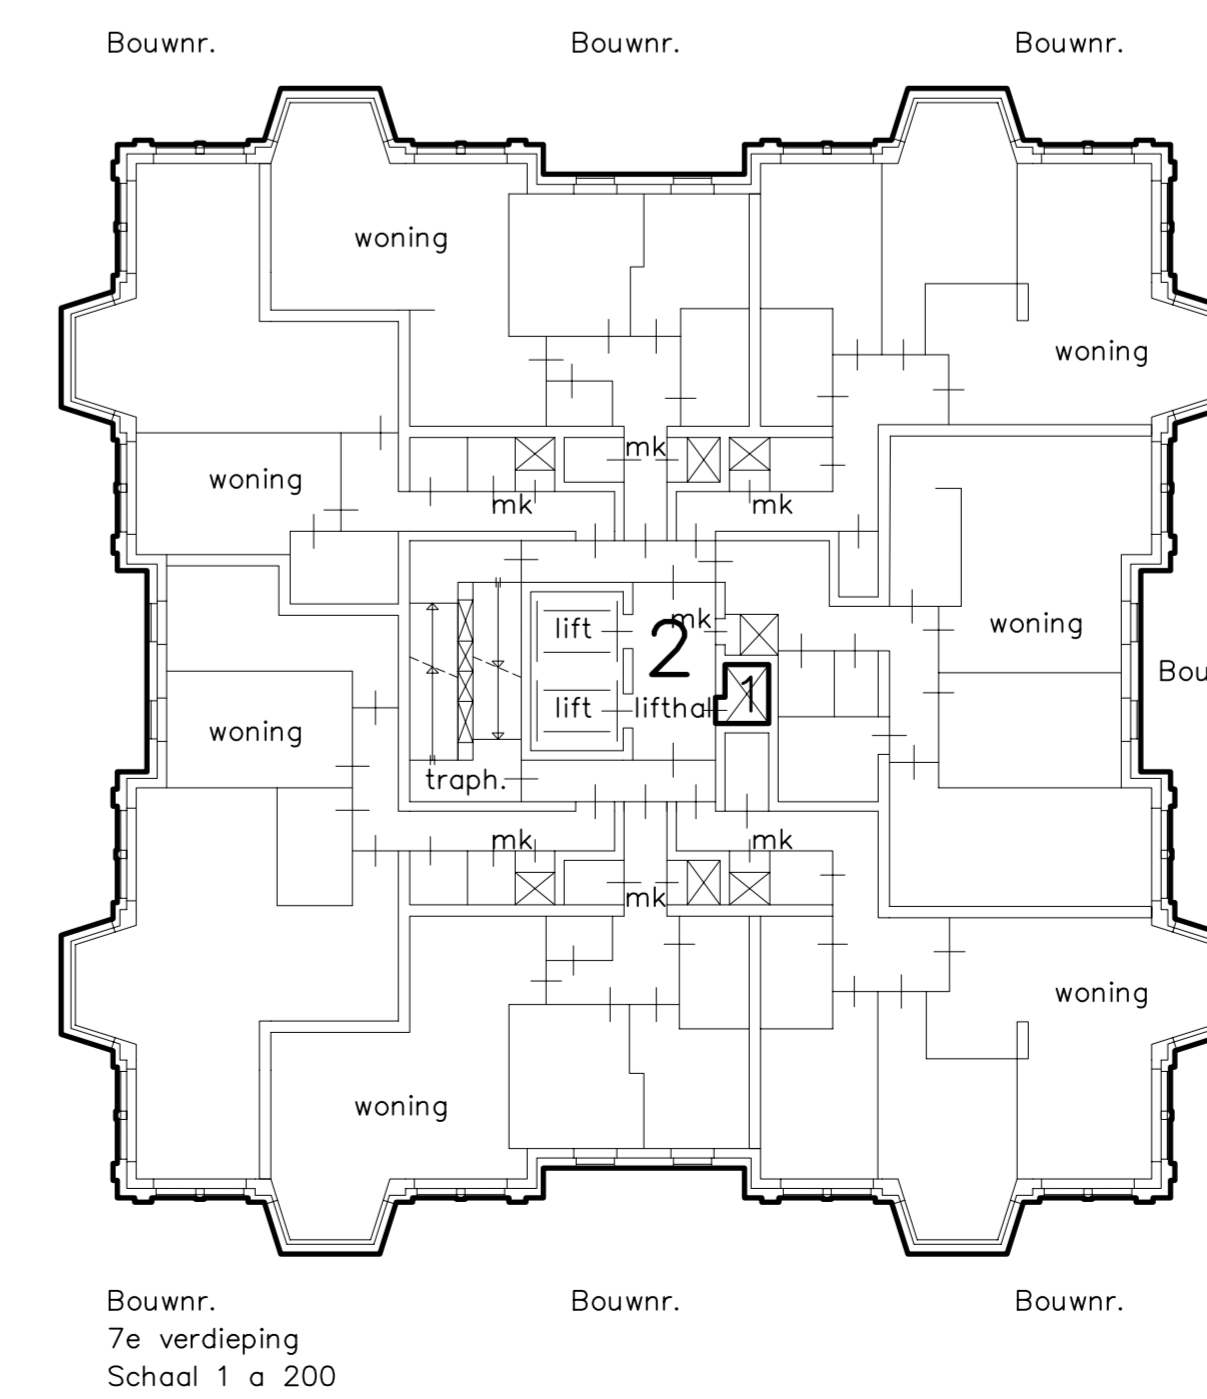 Bouwnr. Bouwnr. Bouwnr.
woning
woning
mk
woning
mk mk
lift mk woning
2
Bou
1
lift lifthal
woning
traph.
mk mk
mk
woning
woning
Bouwnr. Bouwnr. Bouwnr.
7e verdieping
Schaal 1 a 200